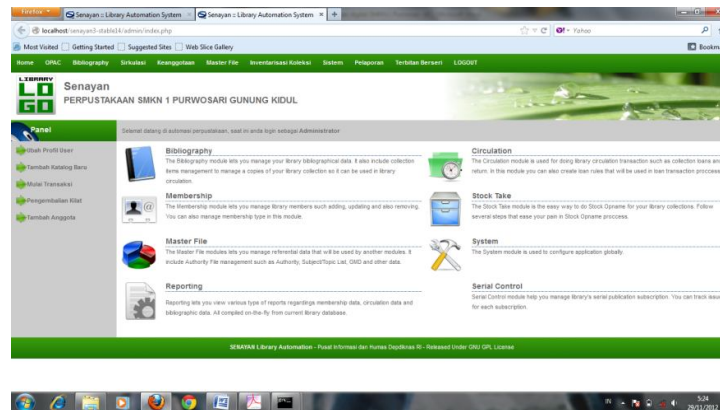 Firefox
Senayan :: Library Automation System
Senayan :: Library Automation System
localhost/senayan3-stable14/admin/index.php
Yahoo
Most Visited Getting Started Suggested Sites Web Slice Gallery
Bookma
Home OPAC Bibliography Sirkulasi Keanggotaan Master File Inventarisasi Koleksi Sistem Pelaporan Terbitan Berseri LOGOUT
LIBRARY
LOGO
Senayan
PERPUSTAKAAN SMKN 1 PURWOSARI GUNUNG KIDUL
Panel
Selamat datang di automasi perpustakaan, saat ini anda login sebagai Administrator
Ubah Profil User
Tambah Katalog Baru
Mulai Transaksi
Pengembalian Kilat
Tambah Anggota
Bibliography
The Bibliography module lets you manage your library bibliographical data. It also include collection
items management to manage a copies of your library collection so it can be used in library
circulation.
Circulation
The Circulation module is used for doing library circulation transaction such as collection loans and
return. In this module you can also create loan rules that will be used in loan transaction proccess.
Membership
The Membership module lets you manage library members such adding, updating and also removing.
You can also manage membership type in this module.
Stock Take
The Stock Take module is the easy way to do Stock Opname for your library collections. Follow
several steps that ease your pain in Stock Opname proccess.
Master File
The Master File modules lets you manage referential data that will be used by another modules. It
include Authority File management such as Authority, Subject/Topic List, GMD and other data.
System
The System module is used to configure application globally.
Reporting
Reporting lets you view various type of reports regardings membership data, circulation data and
bibliographic data. All compiled on-the-fly from current library database.
Serial Control
Serial Control module help you manage library's serial publication subscription. You can track issue
for each subscription.
SENAYAN Library Automation - Pusat Informasi dan Humas Depdiknas RI - Released Under GNU GPL License
IN
5:24
29/11/2012